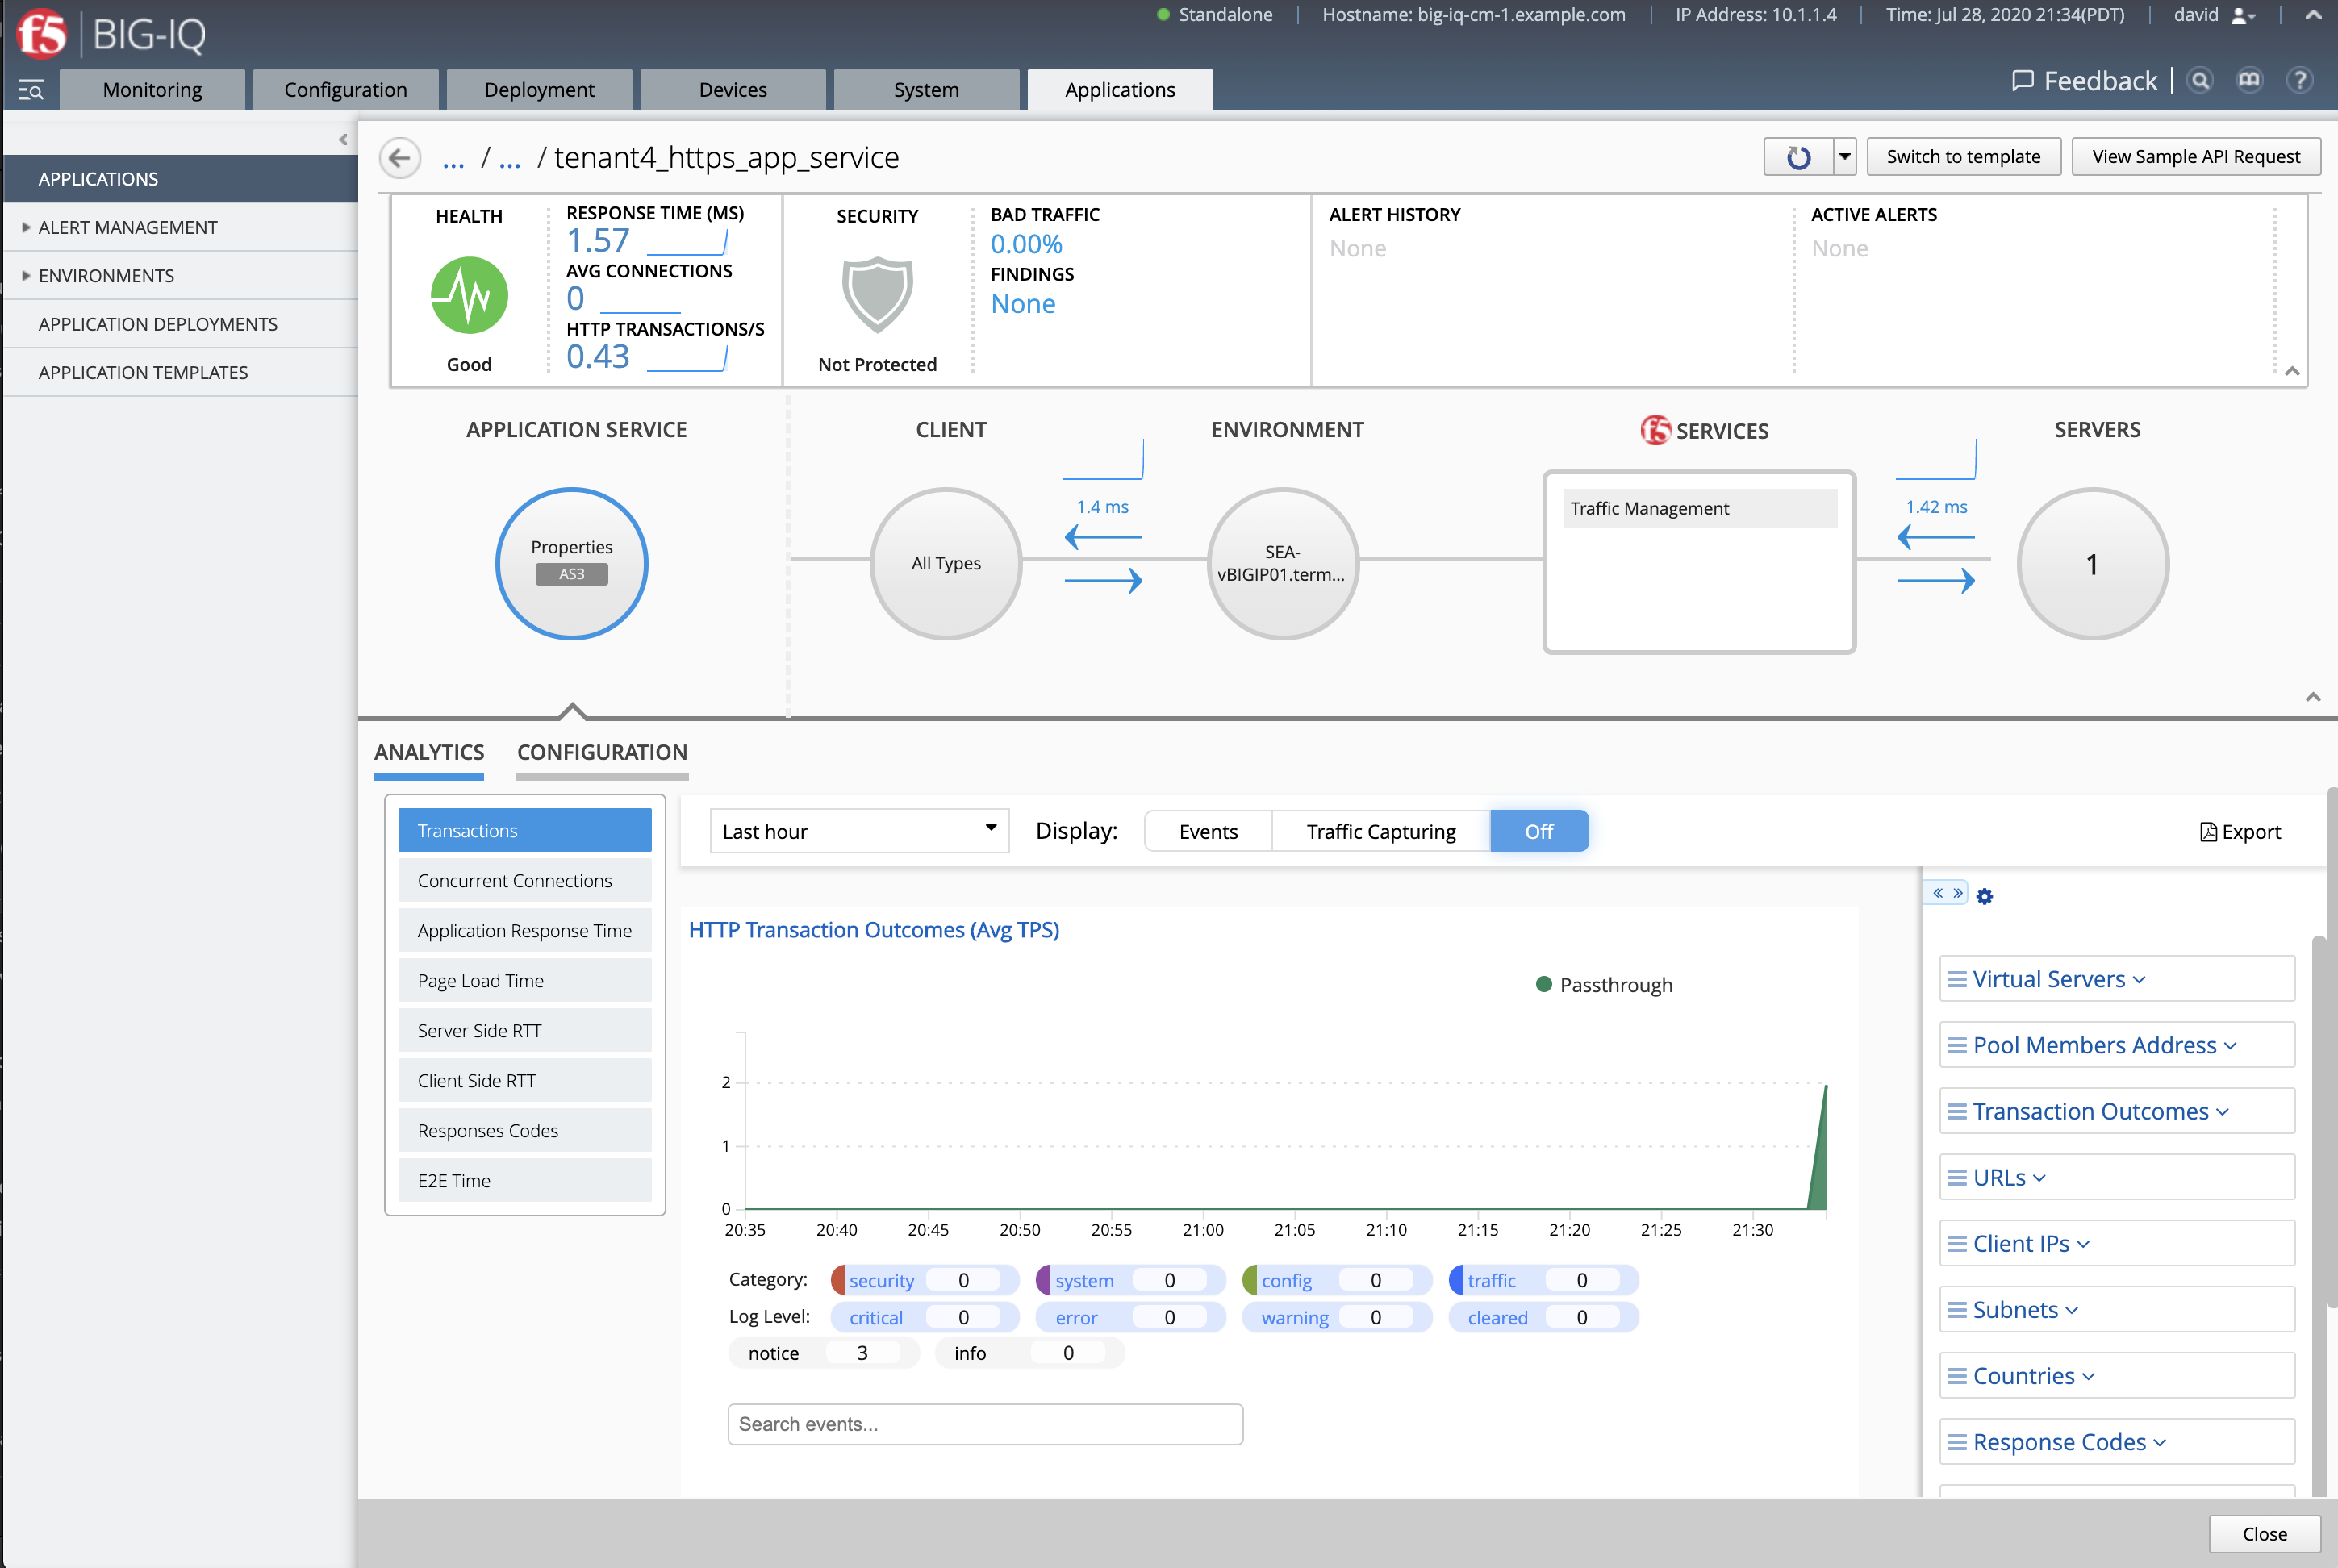 f5 BIG-IQ
Standalone Hostname: big-iq-cm-1.example.com IP Address: 10.1.1.4 Time: Jul 28, 2020 21:34(PDT) david
Monitoring Configuration Deployment Devices System Applications
Feedback
APPLICATIONS
ALERT MANAGEMENT
ENVIRONMENTS
APPLICATION DEPLOYMENTS
APPLICATION TEMPLATES
... / ... / tenant4_https_app_service
Switch to template
View Sample API Request
HEALTH
Good
RESPONSE TIME (MS)
1.57
AVG CONNECTIONS
0
HTTP TRANSACTIONS/S
0.43
SECURITY
Not Protected
BAD TRAFFIC
0.00%
FINDINGS
None
ALERT HISTORY
None
ACTIVE ALERTS
None
APPLICATION SERVICE
CLIENT
ENVIRONMENT
f5 SERVICES
SERVERS
Properties
AS3
All Types
1.4 ms
SEA-
vBIGIP01.term...
Traffic Management
1.42 ms
1
ANALYTICS CONFIGURATION
Transactions
Concurrent Connections
Application Response Time
Page Load Time
Server Side RTT
Client Side RTT
Responses Codes
E2E Time
Last hour
Display:
Events
Traffic Capturing
Off
Export
HTTP Transaction Outcomes (Avg TPS)
Passthrough
2
1
0
20:35 20:40 20:45 20:50 20:55 21:00 21:05 21:10 21:15 21:20 21:25 21:30
Category: security 0 system 0 config 0 traffic 0
Log Level: critical 0 error 0 warning 0 cleared 0
notice 3 info 0
Search events...
Virtual Servers
Pool Members Address
Transaction Outcomes
URLs
Client IPs
Subnets
Countries
Response Codes
Close